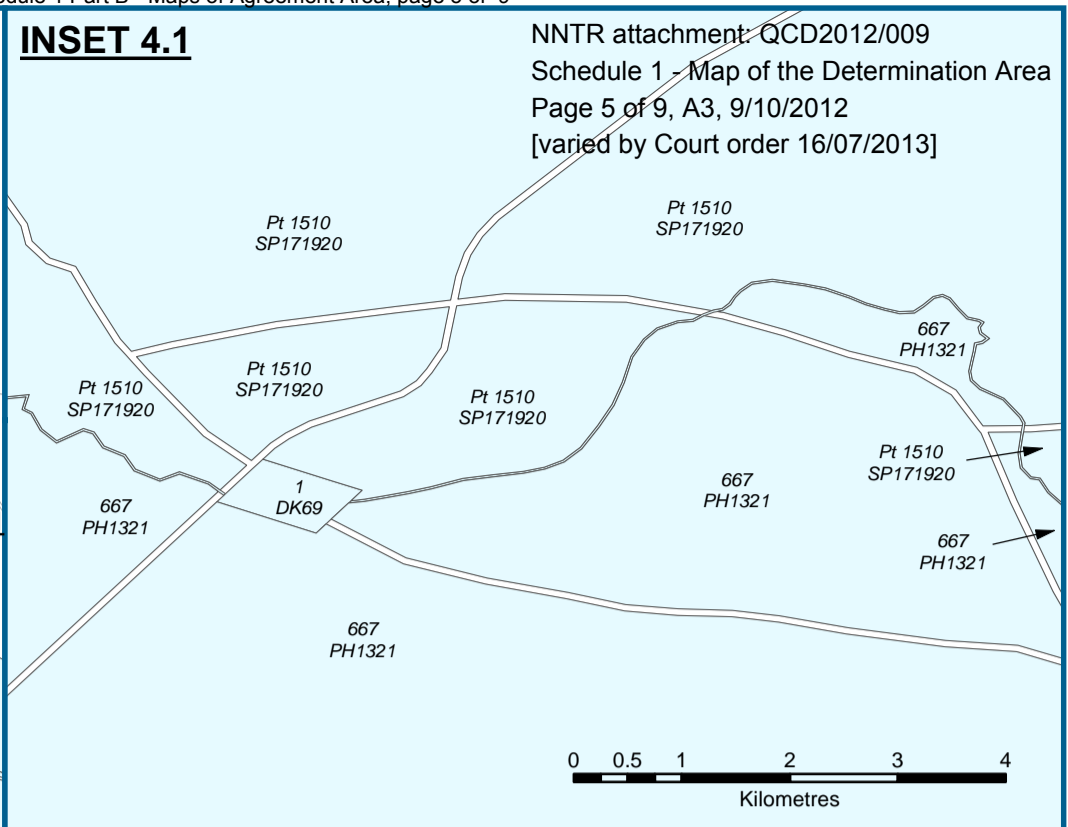 INSET 4.1
NNTR attachment: QCD2012/009
Schedule 1 - Map of the Determination Area
Page 5 of 9, A3, 9/10/2012
[varied by Court order 16/07/2013]
Pt 1510
SP171920
Pt 1510
SP171920
667
PH1321
Pt 1510
SP171920
Pt 1510
SP171920
Pt 1510
SP171920
Pt 1510
SP171920
1
DK69
667
PH1321
667
PH1321
667
PH1321
667
PH1321
0 0.5 1 2 3 4
Kilometres